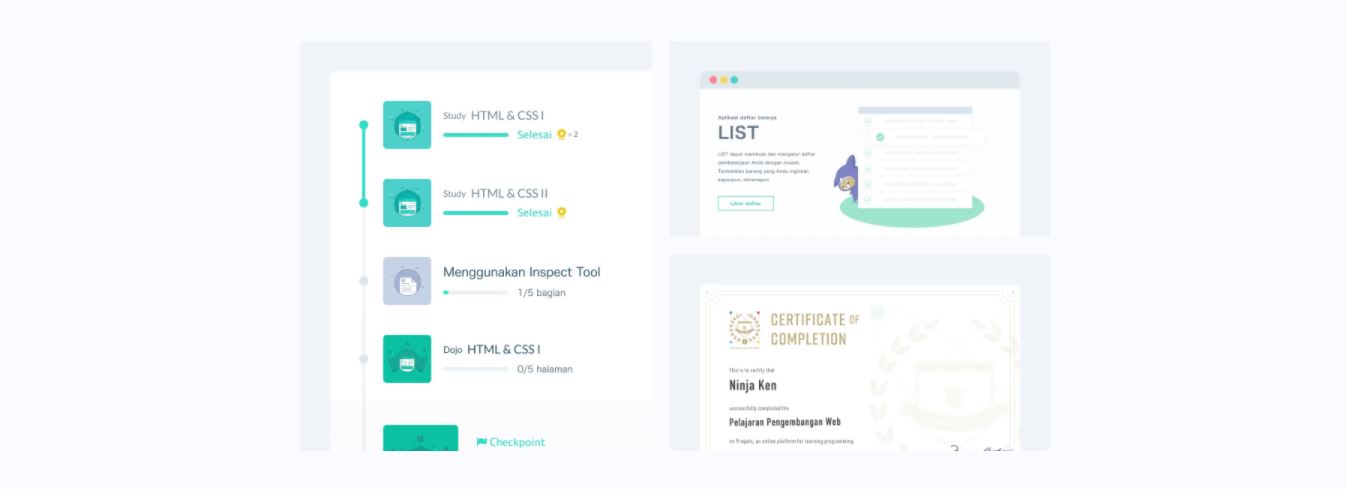 Study HTML & CSS I
Selesai × 2
Study HTML & CSS II
Selesai
Menggunakan Inspect Tool
1/5 bagian
Dojo HTML & CSS I
0/5 halaman
Checkpoint
Aplikasi daftar belanja
LIST
LIST dapat membuat dan mengatur daftar
pembelanjaan Anda dengan mudah.
Tambahkan barang yang Anda inginkan
kapanpun, dimanapun.
Lihat daftar
CERTIFICATE OF
COMPLETION
This is to certify that
Ninja Ken
successfully completed the
Pelajaran Pengembangan Web
on Progate, an online platform for learning programming.